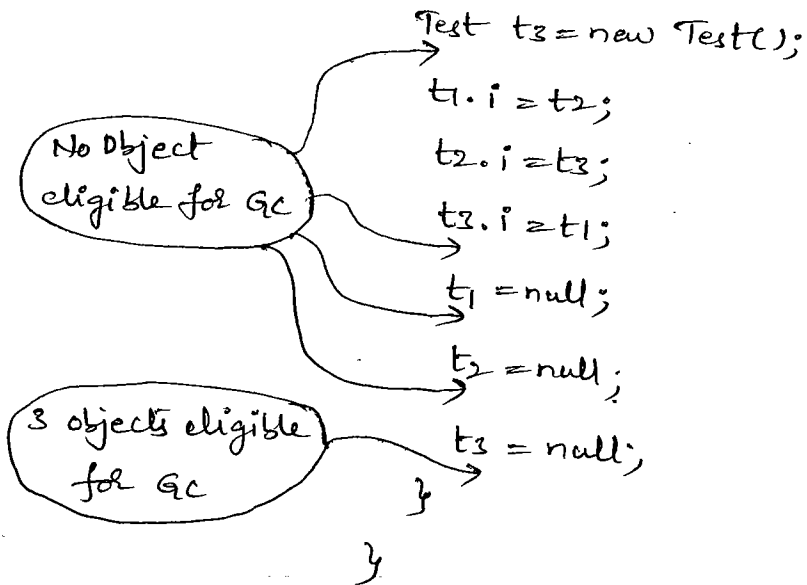 Test t3 = new Test();
t1.i = t2;
No Object
eligible for GC
t2.i = t3;
t3.i = t1;
t1 = null;
t2 = null;
3 objects eligible
for GC
t3 = null;
}
}